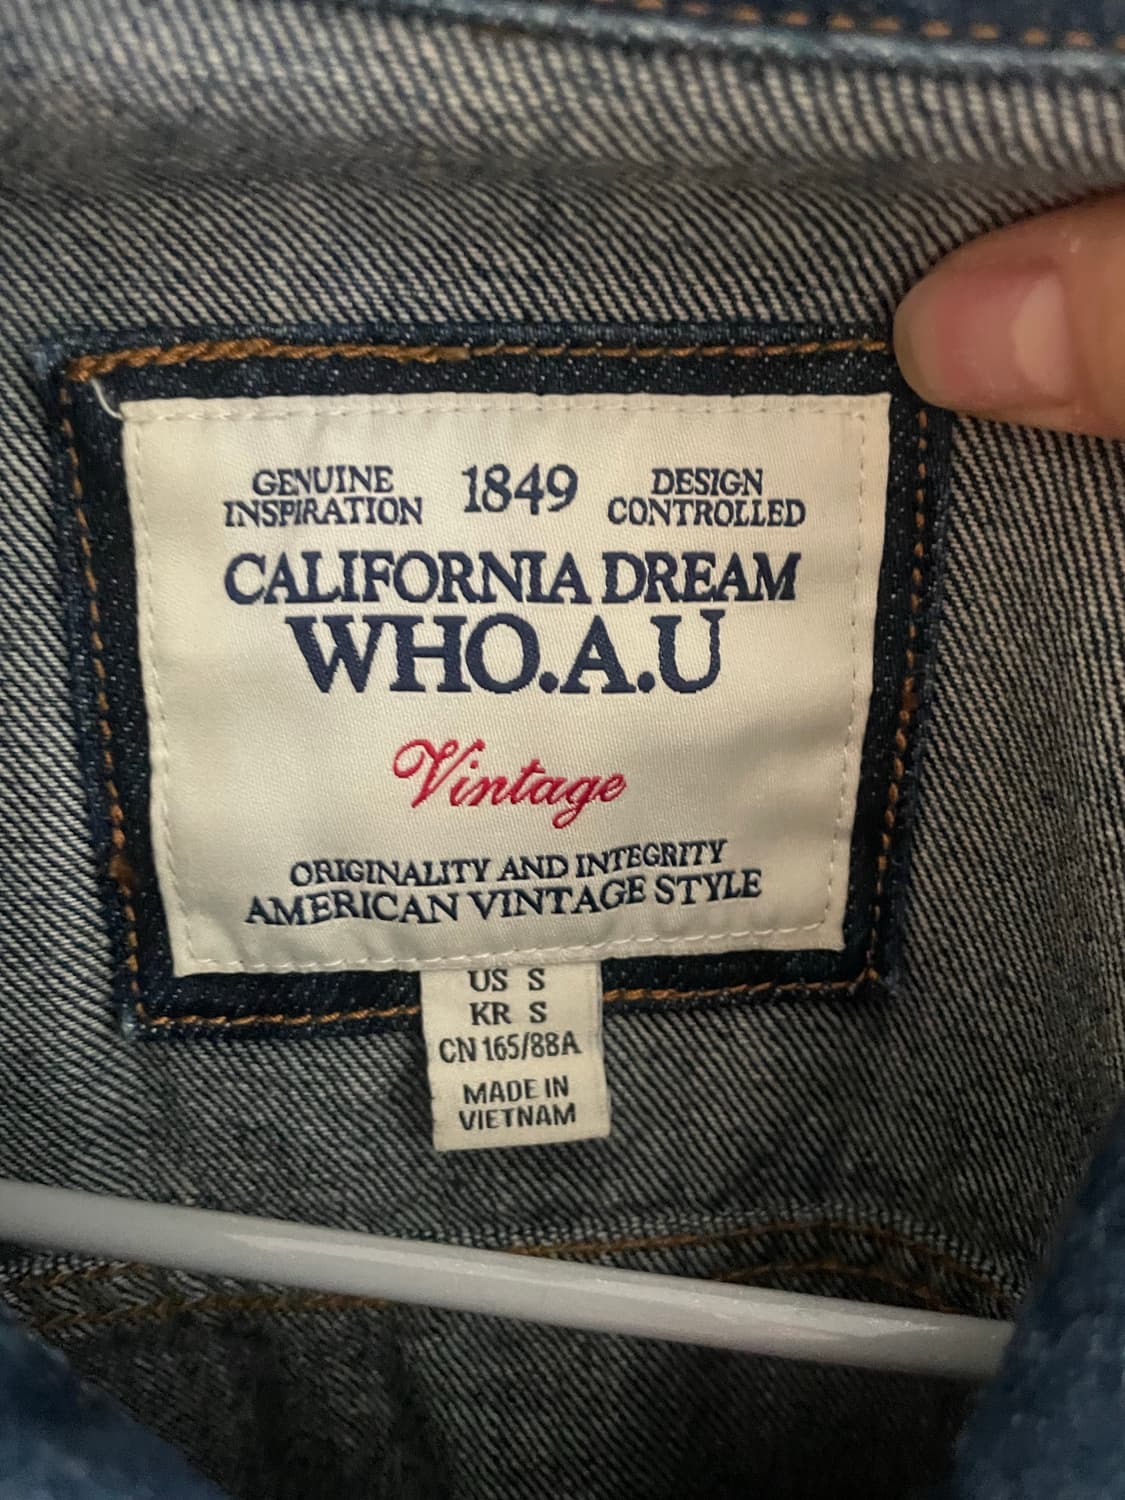 GENUINE INSPIRATION 1849 DESIGN CONTROLLED
CALIFORNIA DREAM
WHO.A.U
Vintage
ORIGINALITY AND INTEGRITY
AMERICAN VINTAGE STYLE
US S
KR S
CN 165/88A
MADE IN
VIETNAM